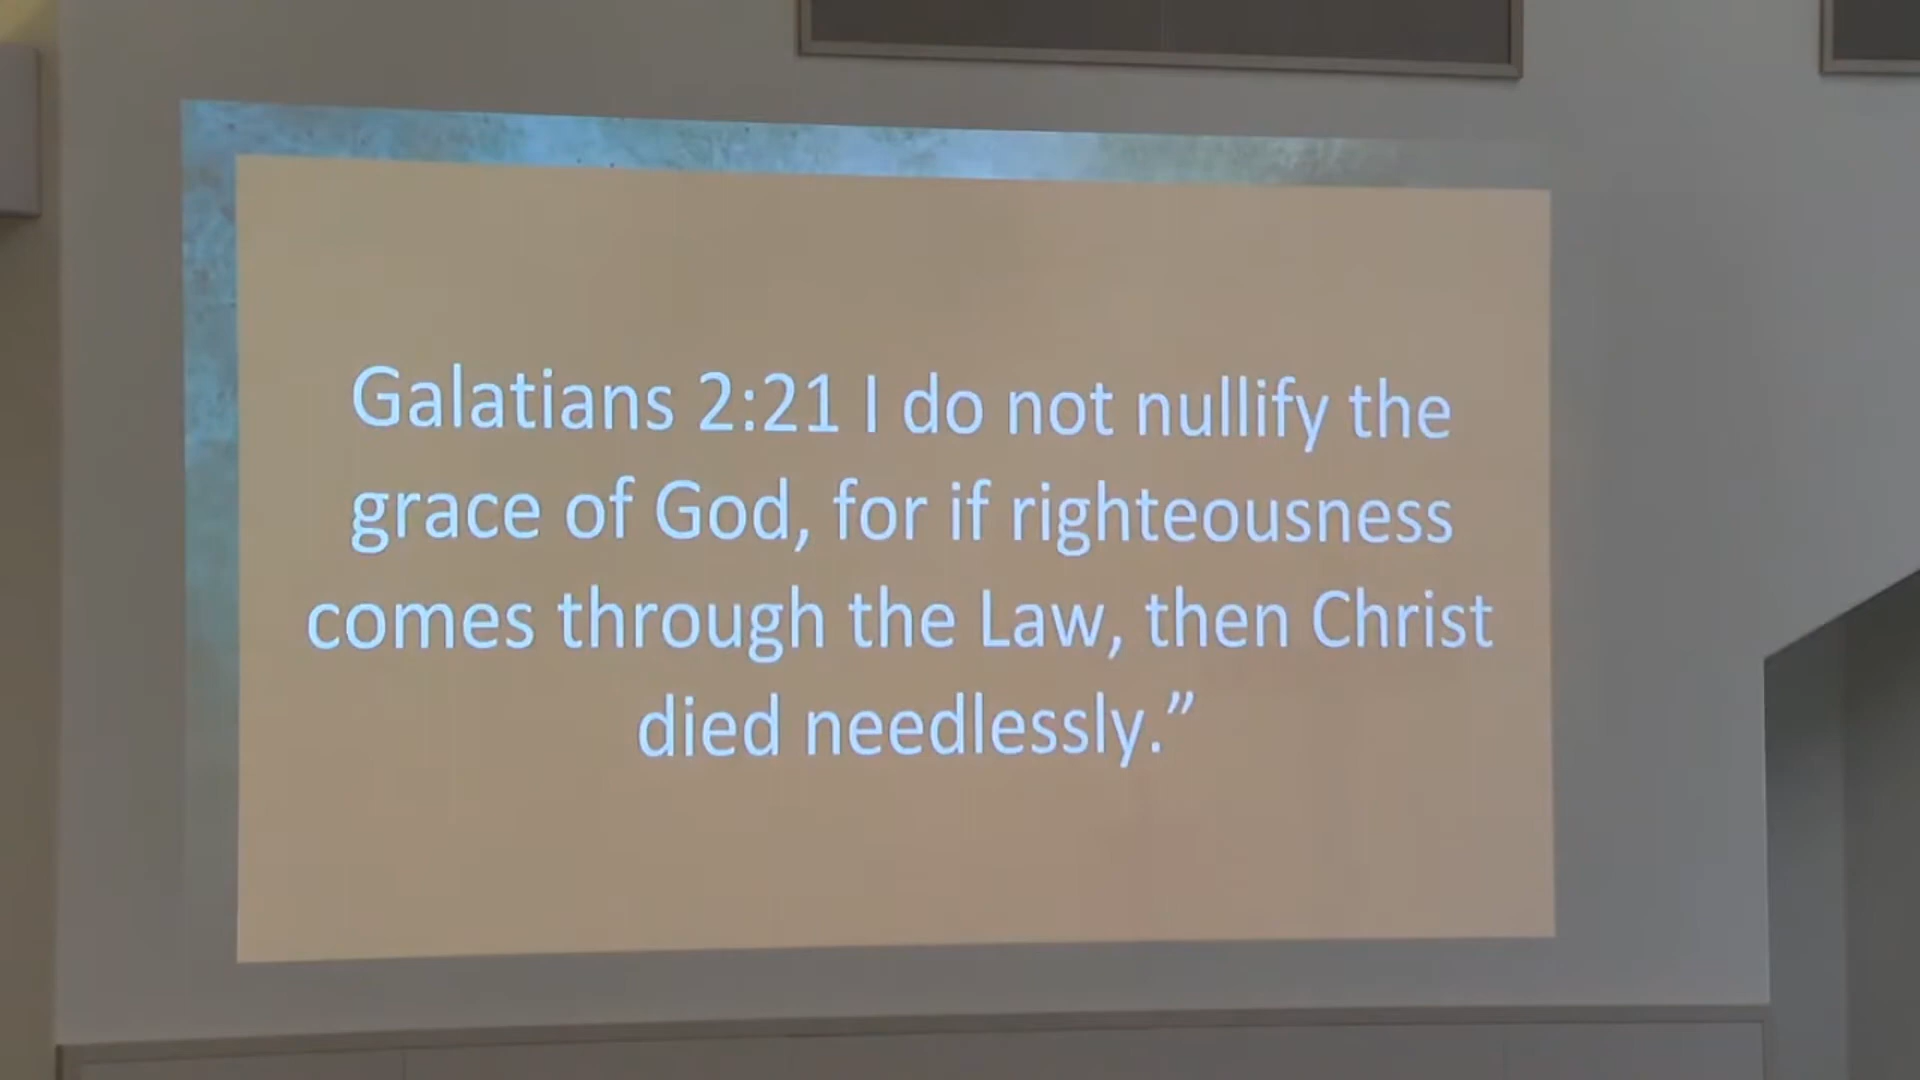 Galatians 2:21 I do not nullify the
grace of God, for if righteousness
comes through the Law, then Christ
died needlessly.”